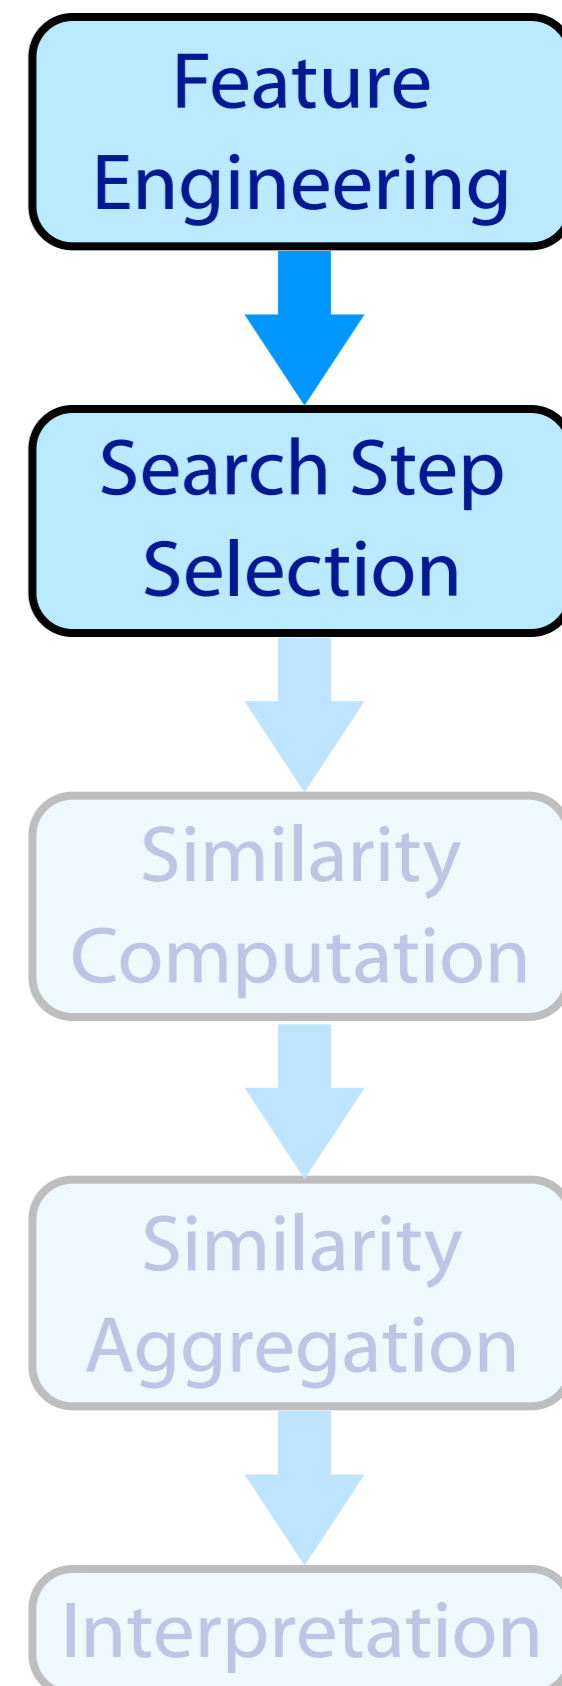 Feature
Engineering
Search Step
Selection
Similarity
Computation
Similarity
Aggregation
Interpretation